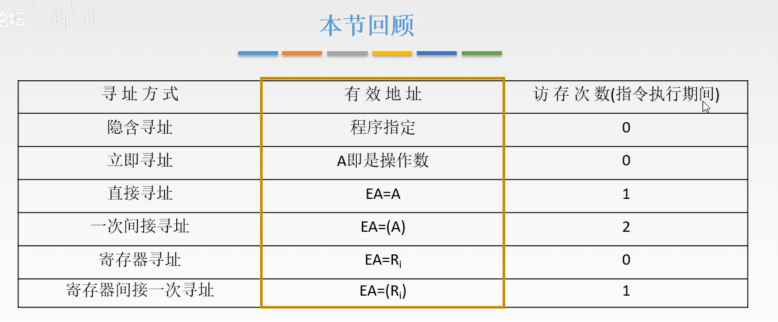 坛
本节回顾
寻址方式 有效地址 访存次数(指令执行期间)
隐含寻址 程序指定 0
立即寻址 A即是操作数 0
直接寻址 EA=A 1
一次间接寻址 EA=(A) 2
寄存器寻址 EA=Ri 0
寄存器间接一次寻址 EA=(Ri) 1